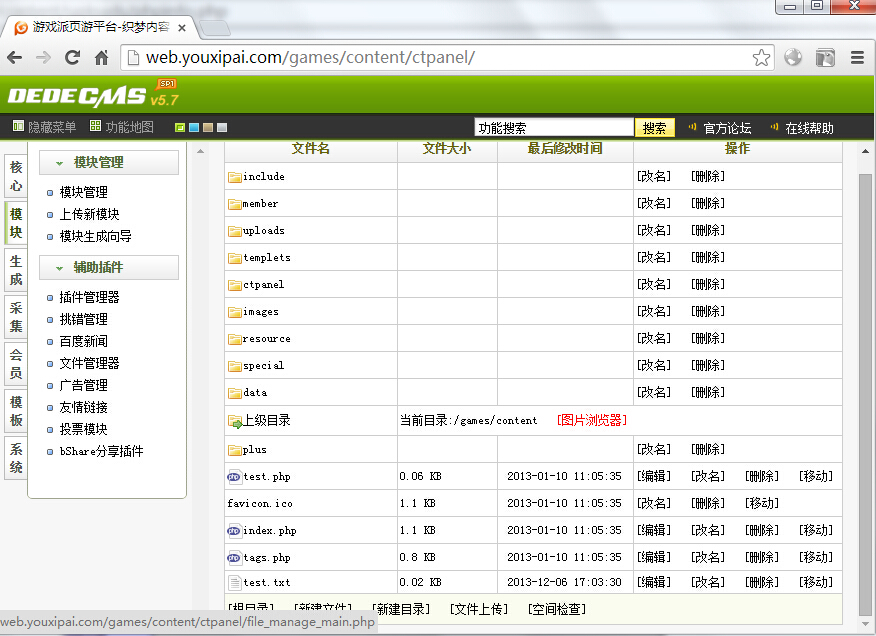 游戏派页游平台-织梦内容
web.youxipai.com/games/content/ctpanel/
DEDECMS v5.7 SP1
隐藏菜单 功能地图 功能搜索 搜索 官方论坛 在线帮助
核心
模块
生成
采集
会员
模板
系统
模块管理
模块管理
上传新模块
模块生成向导
辅助插件
插件管理器
挑错管理
百度新闻
文件管理器
广告管理
友情链接
投票模块
bShare分享插件
文件名 文件大小 最后修改时间 操作
include [改名] [删除]
member [改名] [删除]
uploads [改名] [删除]
templets [改名] [删除]
ctpanel [改名] [删除]
images [改名] [删除]
resource [改名] [删除]
special [改名] [删除]
data [改名] [删除]
上级目录 当前目录:/games/content [图片浏览器]
plus [改名] [删除]
test.php 0.06 KB 2013-01-10 11:05:35 [编辑] [改名] [删除] [移动]
favicon.ico 1.1 KB 2013-01-10 11:05:35 [改名] [删除] [移动]
index.php 1.1 KB 2013-01-10 11:05:35 [编辑] [改名] [删除] [移动]
tags.php 0.8 KB 2013-01-10 11:05:35 [编辑] [改名] [删除] [移动]
test.txt 0.02 KB 2013-12-06 17:03:30 [编辑] [改名] [删除] [移动]
[根目录] [新建文件] [新建目录] [文件上传] [空间检查]
web.youxipai.com/games/content/ctpanel/file_manage_main.php